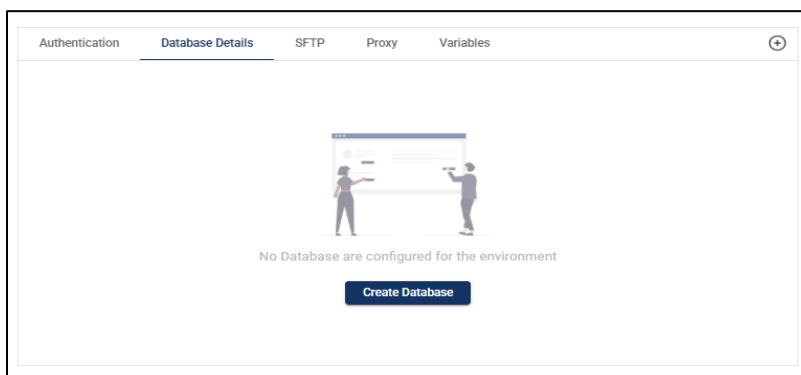 Authentication Database Details SFTP Proxy Variables
No Database are configured for the environment
Create Database